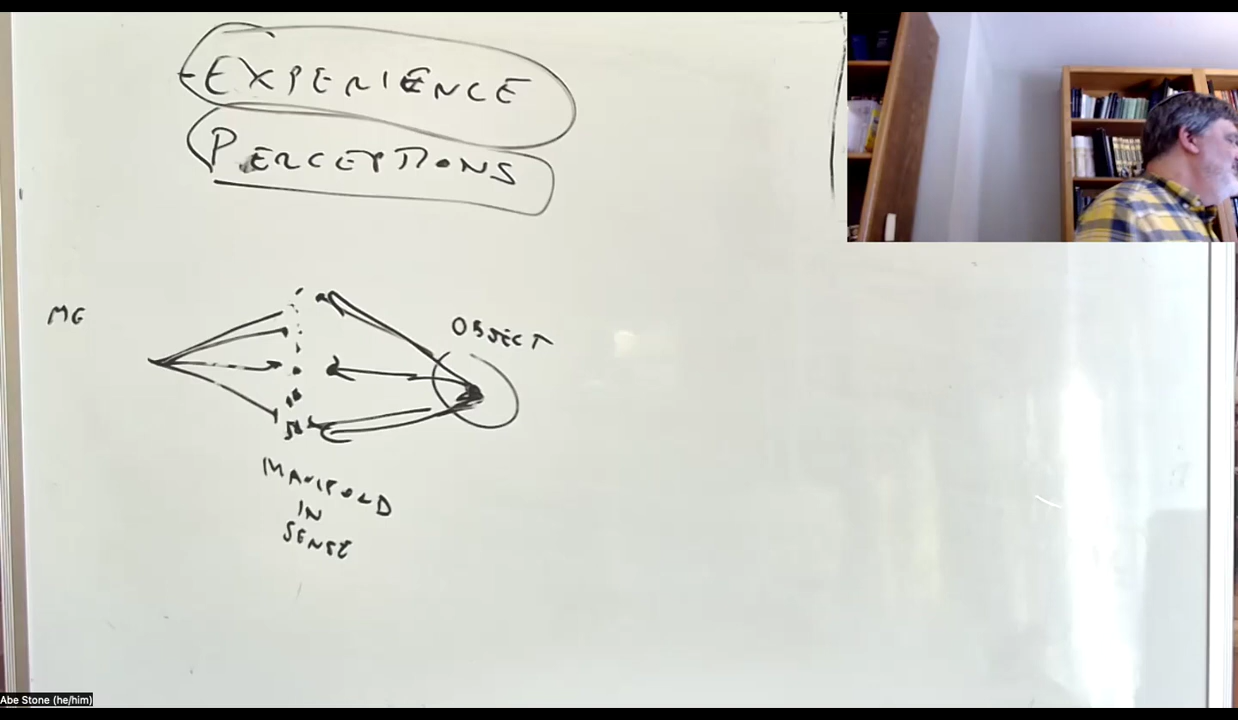 EXPERIENCE
PERCEPTIONS
ME
OBJECT
MANIFOLD
IN
SENSE
Abe Stone (he/him)